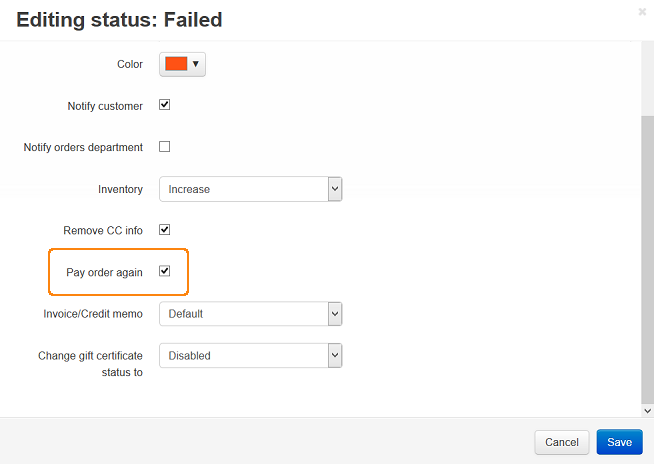 Editing status: Failed
Color
Notify customer
Notify orders department
Inventory Increase
Remove CC info
Pay order again
Invoice/Credit memo Default
Change gift certificate Disabled
status to
Cancel Save